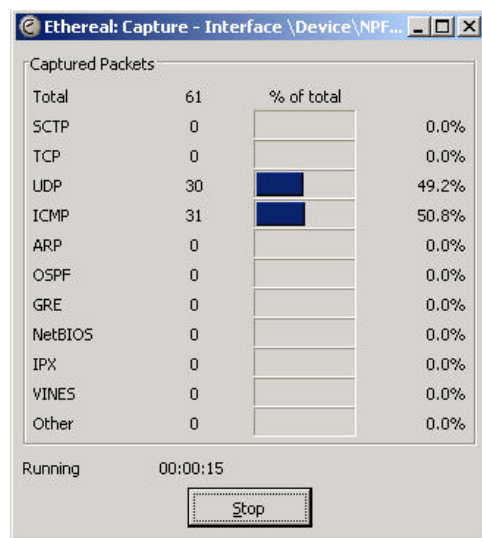 Ethereal: Capture - Interface \Device\NPF...
Captured Packets
Total 61 % of total
SCTP 0 0.0%
TCP 0 0.0%
UDP 30 49.2%
ICMP 31 50.8%
ARP 0 0.0%
OSPF 0 0.0%
GRE 0 0.0%
NetBIOS 0 0.0%
IPX 0 0.0%
VINES 0 0.0%
Other 0 0.0%
Running 00:00:15
Stop